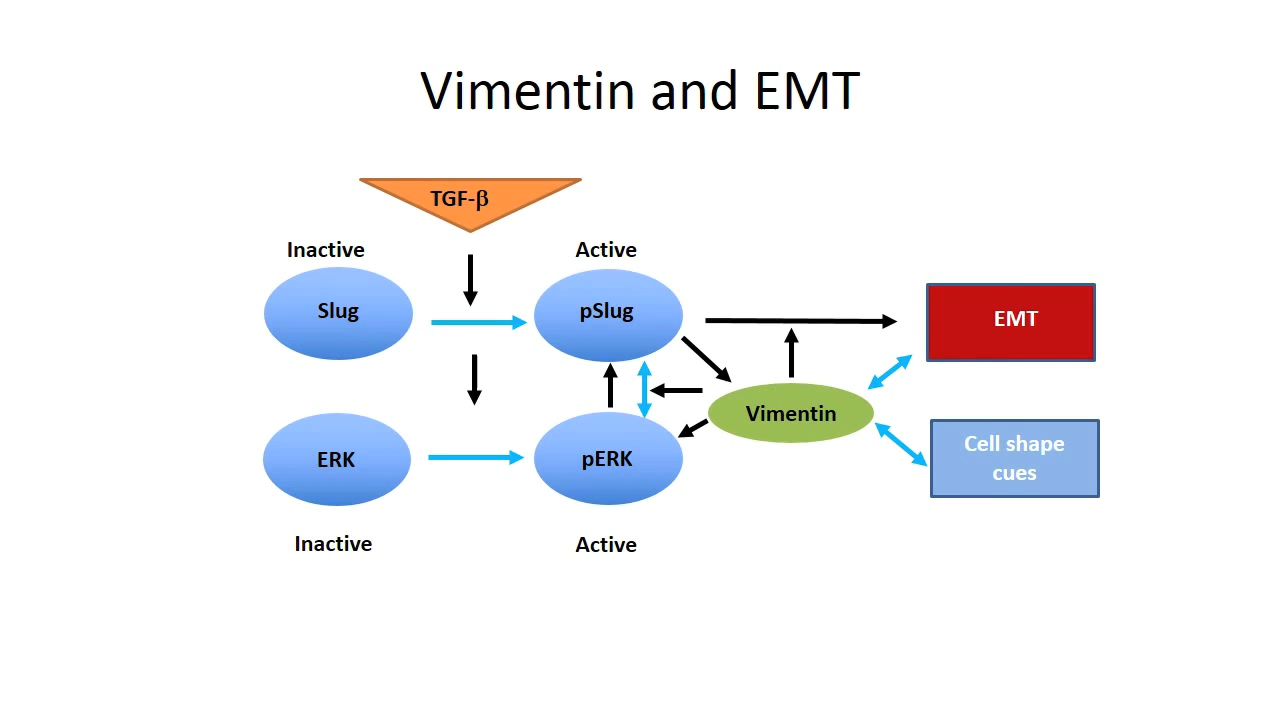 Vimentin and EMT
TGF-β
Inactive
Active
Slug
pSlug
EMT
Vimentin
Cell shape
cues
ERK
pERK
Inactive
Active